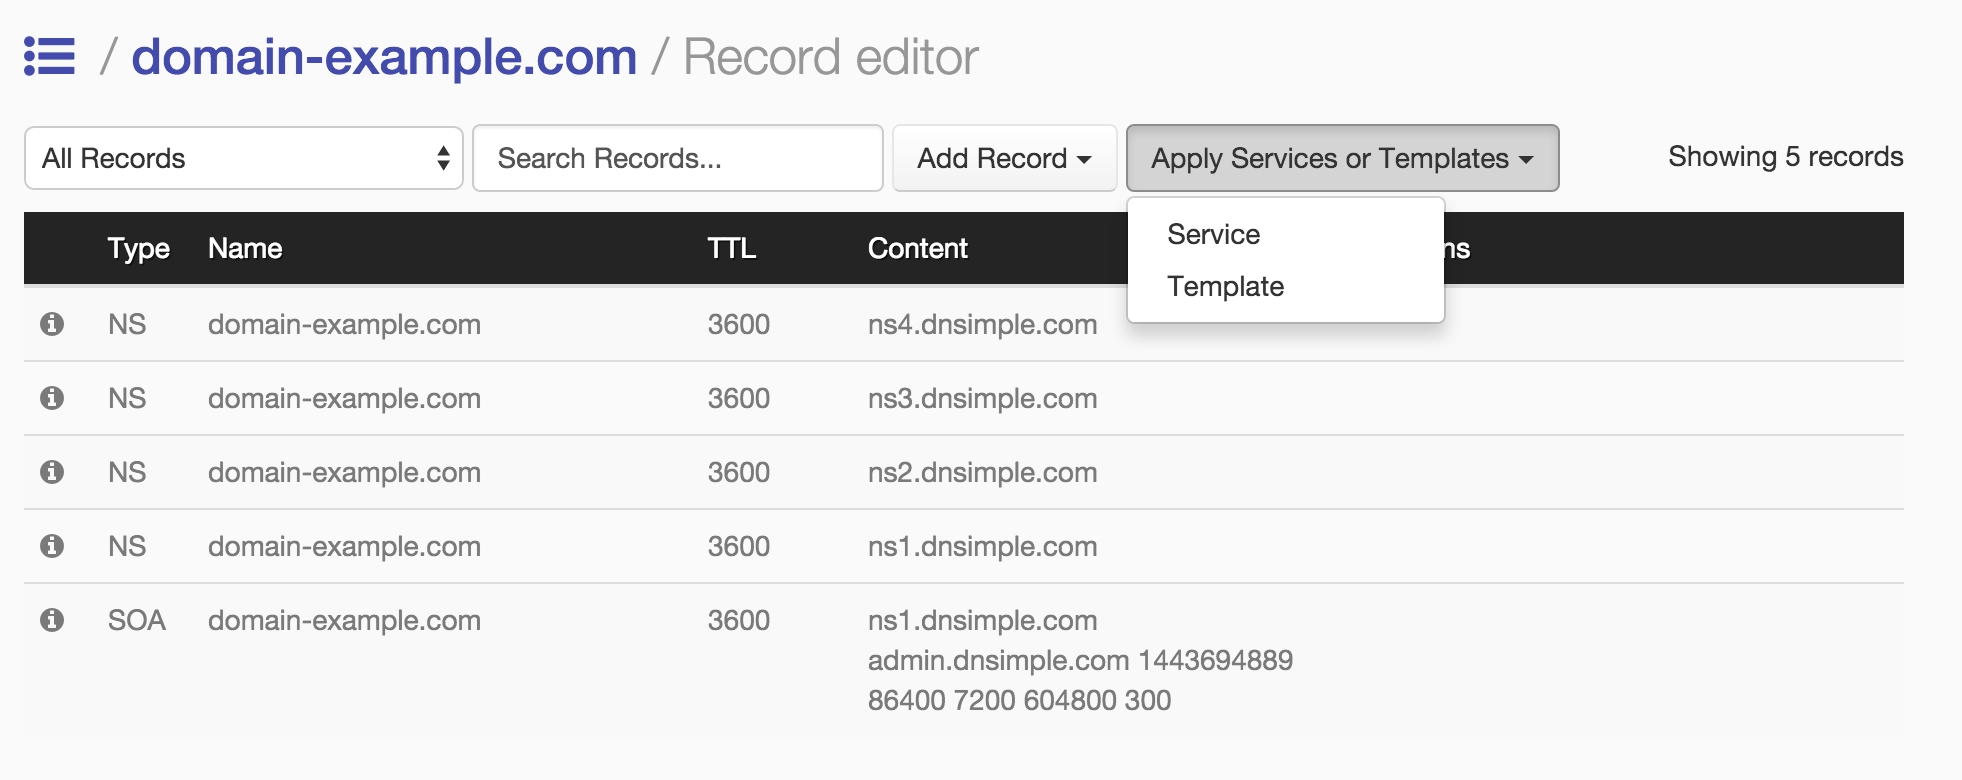 / domain-example.com / Record editor
All Records Search Records... Add Record Apply Services or Templates Showing 5 records
Service
Template
Type Name TTL Content
NS domain-example.com 3600 ns4.dnsimple.com
NS domain-example.com 3600 ns3.dnsimple.com
NS domain-example.com 3600 ns2.dnsimple.com
NS domain-example.com 3600 ns1.dnsimple.com
SOA domain-example.com 3600 ns1.dnsimple.com
admin.dnsimple.com 1443694889
86400 7200 604800 300